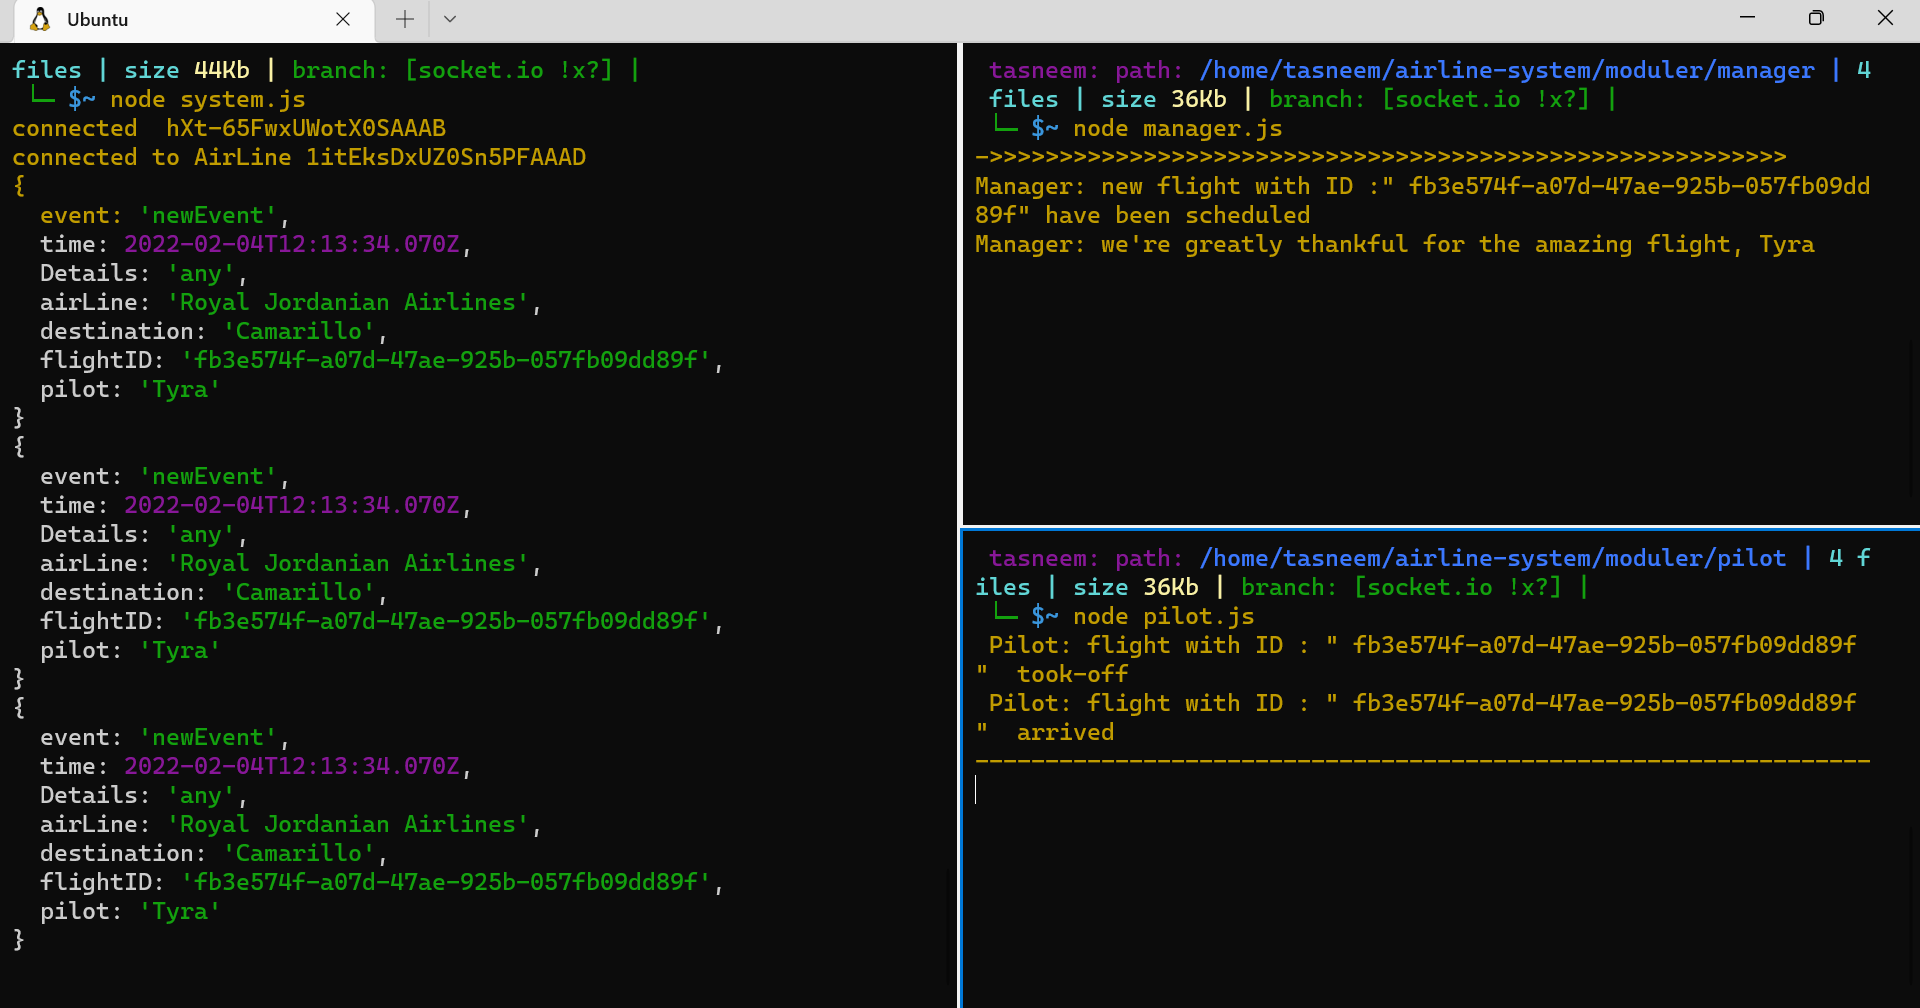 Ubuntu
files | size 44Kb | branch: [socket.io !x?] |
└─ $~ node system.js
connected  hXt-65FwxUWotX0SAAAB
connected to AirLine 1itEksDxUZ0Sn5PFAAAD
{
  event: 'newEvent',
  time: 2022-02-04T12:13:34.070Z,
  Details: 'any',
  airLine: 'Royal Jordanian Airlines',
  destination: 'Camarillo',
  flightID: 'fb3e574f-a07d-47ae-925b-057fb09dd89f',
  pilot: 'Tyra'
}
{
  event: 'newEvent',
  time: 2022-02-04T12:13:34.070Z,
  Details: 'any',
  airLine: 'Royal Jordanian Airlines',
  destination: 'Camarillo',
  flightID: 'fb3e574f-a07d-47ae-925b-057fb09dd89f',
  pilot: 'Tyra'
}
{
  event: 'newEvent',
  time: 2022-02-04T12:13:34.070Z,
  Details: 'any',
  airLine: 'Royal Jordanian Airlines',
  destination: 'Camarillo',
  flightID: 'fb3e574f-a07d-47ae-925b-057fb09dd89f',
  pilot: 'Tyra'
}
tasneem: path: /home/tasneem/airline-system/moduler/manager | 4
files | size 36Kb | branch: [socket.io !x?] |
└─ $~ node manager.js
->>>>>>>>>>>>>>>>>>>>>>>>>>>>>>>>>>>>>>>>>>>>>>>>>>>>>>>>>
Manager: new flight with ID :" fb3e574f-a07d-47ae-925b-057fb09dd
89f" have been scheduled
Manager: we're greatly thankful for the amazing flight, Tyra
tasneem: path: /home/tasneem/airline-system/moduler/pilot | 4 f
iles | size 36Kb | branch: [socket.io !x?] |
└─ $~ node pilot.js
Pilot: flight with ID : " fb3e574f-a07d-47ae-925b-057fb09dd89f
"  took-off
Pilot: flight with ID : " fb3e574f-a07d-47ae-925b-057fb09dd89f
"  arrived
----------------------------------------------------------------